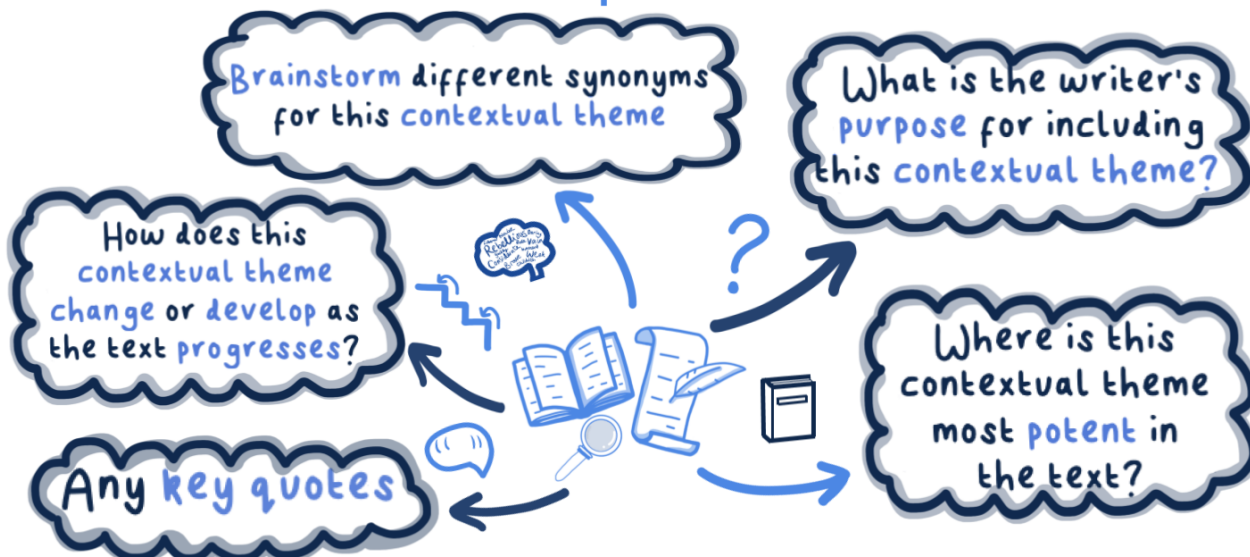 Brainstorm different synonyms
for this contextual theme
What is the writer's
purpose for including
this contextual theme?
How does this
contextual theme
change or develop as
the text progresses?
?
Rebelli
Where is this
contextual theme
most potent in
the text?
Any key quotes